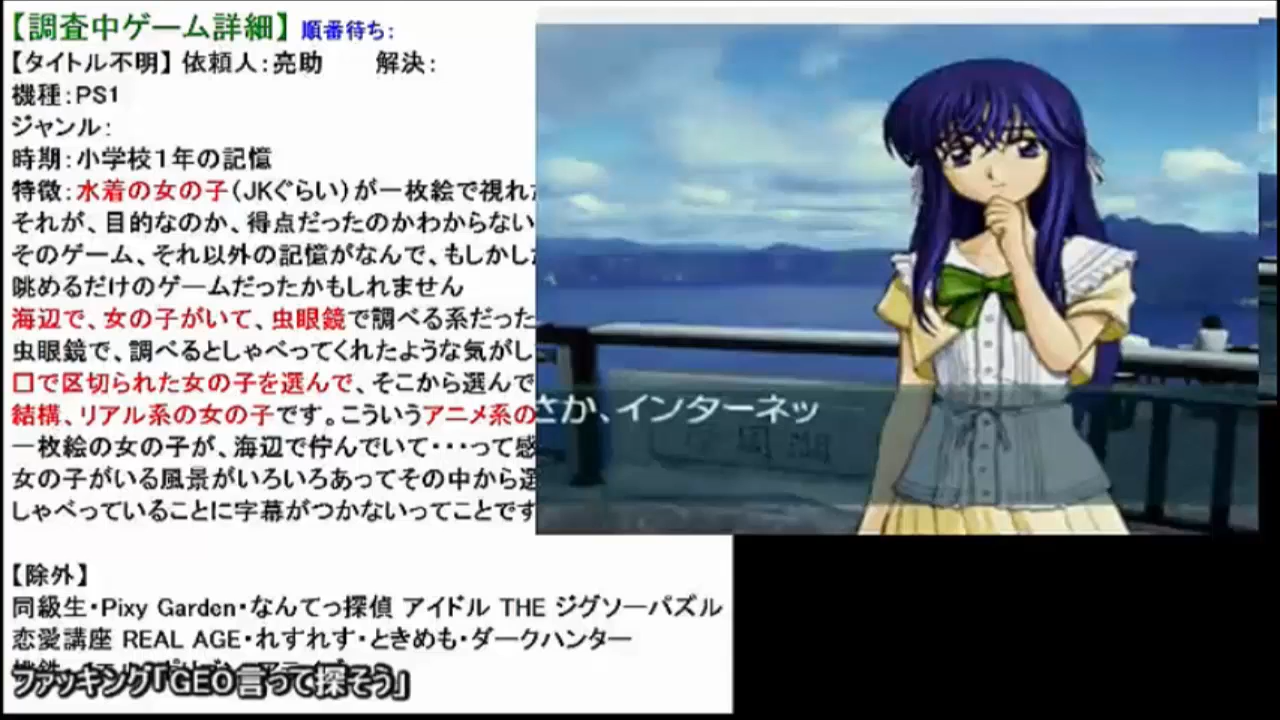 【調査中ゲーム詳細】 順番待ち：
【タイトル不明】 依頼人：亮助　　解決：
機種：PS1
ジャンル：
時期：小学校１年の記憶
特徴：水着の女の子（JKぐらい）が一枚絵で視れ
それが、目的なのか、得点だったのかわからない
そのゲーム、それ以外の記憶がなんで、もしかし
眺めるだけのゲームだったかもしれません
海辺で、女の子がいて、虫眼鏡で調べる系だった
虫眼鏡で、調べるとしゃべってくれたような気がし
口で区切られた女の子を選んで、そこから選んで
結構、リアル系の女の子です。こういうアニメ系の
一枚絵の女の子が、海辺で佇んでいて・・・って感
女の子がいる風景がいろいろあってその中から選
しゃべっていることに字幕がつかないってことです
さか、インターネッ
【除外】
同級生・Pixy Garden・なんてっ探偵 アイドル THE ジグソーパズル
恋愛講座 REAL AGE・れすれす・ときめも・ダークハンター
ファッキング「GEO言って探そう」